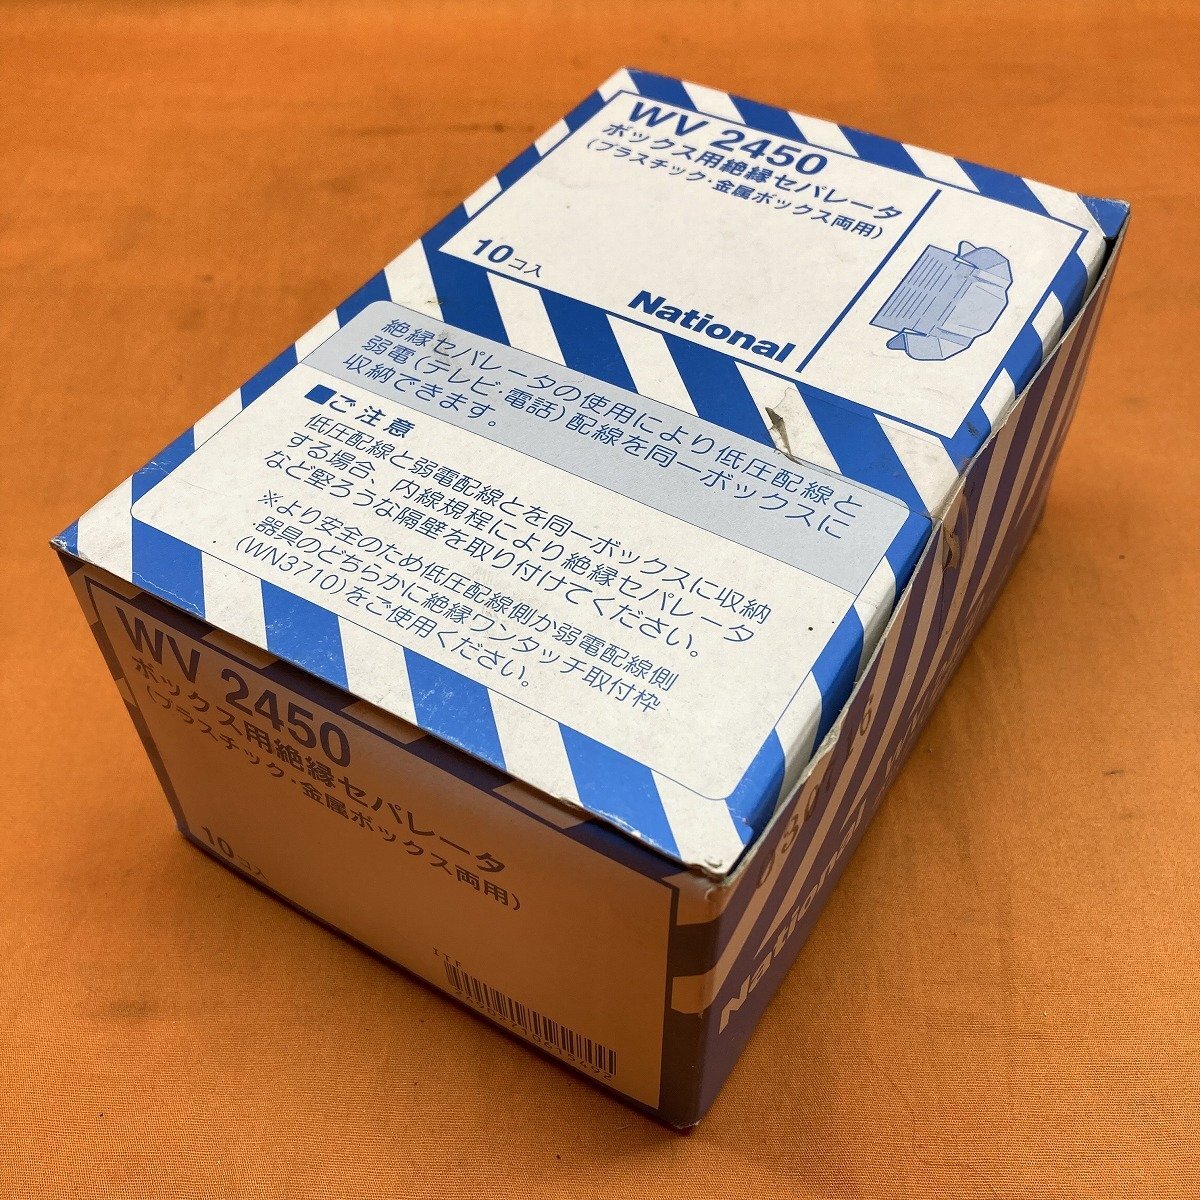 WV 2450
ボックス用絶縁セパレータ
(プラスチック・金属ボックス両用)
10コ入
National
絶縁セパレータの使用により低圧配線と
弱電(テレビ・電話)配線を同一ボックスに
収納できます。
■ご注意
低圧配線と弱電配線とを同一ボックスに収納
する場合、内線規程により絶縁セパレータ
など堅ろうな隔壁を取り付けてください。
※より安全のため低圧配線側か弱電配線側
器具のどちらかに絶縁ワンタッチ取付枠
(WN3710)をご使用ください。
WV 2450
ボックス用絶縁セパレータ
(プラスチック・金属ボックス両用)
10コ入
ITF
National